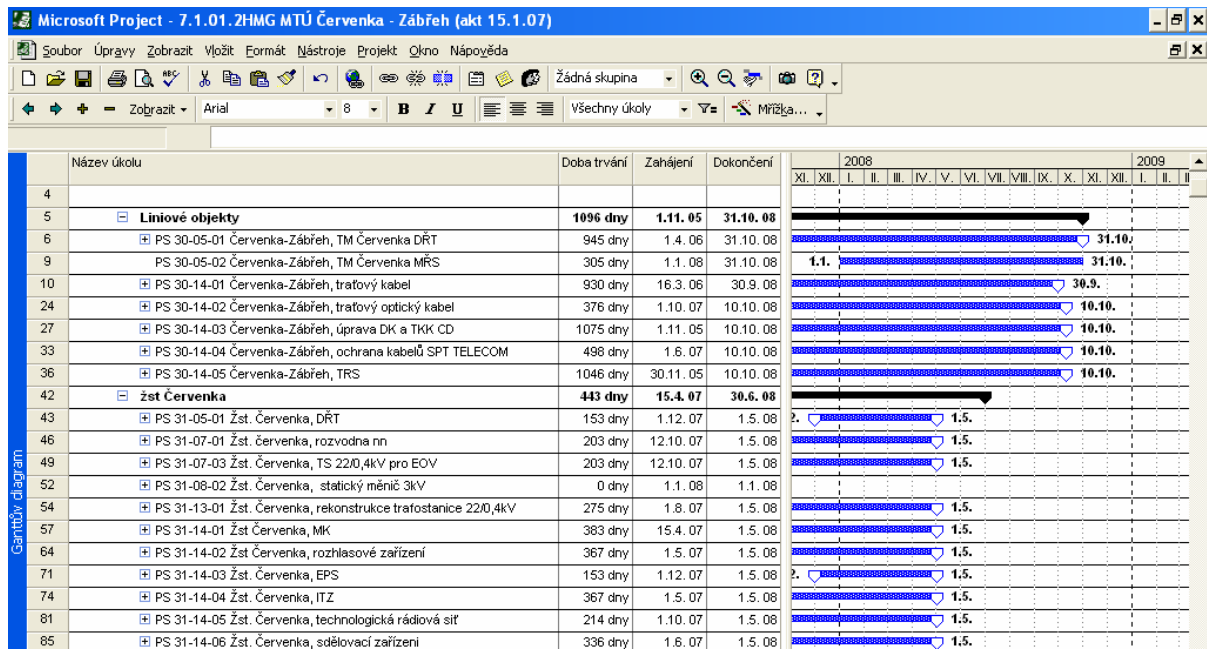 Microsoft Project - 7.1.01.2HMG MTÚ Červenka - Zábřeh (akt 15.1.07)
Soubor Úpravy Zobrazit Vložit Formát Nástroje Projekt Okno Nápověda
Žádná skupina
Zobrazit Arial 8 B I U Všechny úkoly Mřížka...
Název úkolu Doba trvání Zahájení Dokončení 2008 2009
XI. XII. I. II. III. IV. V. VI. VII. VIII. IX. X. XI. XII. I. II.
4
5 Liniové objekty 1096 dny 1.11. 05 31.10. 08
6 PS 30-05-01 Červenka-Zábřeh, TM Červenka DŘT 945 dny 1.4. 06 31.10. 08 31.10.
9 PS 30-05-02 Červenka-Zábřeh, TM Červenka MŘS 305 dny 1.1. 08 31.10. 08 1.1. 31.10.
10 PS 30-14-01 Červenka-Zábřeh, traťový kabel 930 dny 16.3. 06 30.9. 08 30.9.
24 PS 30-14-02 Červenka-Zábřeh, traťový optický kabel 376 dny 1.10. 07 10.10. 08 10.10.
27 PS 30-14-03 Červenka-Zábřeh, úprava DK a TKK CD 1075 dny 1.11. 05 10.10. 08 10.10.
33 PS 30-14-04 Červenka-Zábřeh, ochrana kabelů SPT TELECOM 498 dny 1.6. 07 10.10. 08 10.10.
36 PS 30-14-05 Červenka-Zábřeh, TRS 1046 dny 30.11. 05 10.10. 08 10.10.
42 žst Červenka 443 dny 15.4. 07 30.6. 08
43 PS 31-05-01 Žst. Červenka, DŘT 153 dny 1.12. 07 1.5. 08 2. 1.5.
46 PS 31-07-01 Žst. červenka, rozvodna nn 203 dny 12.10. 07 1.5. 08 1.5.
49 PS 31-07-03 Žst. Červenka, TS 22/0,4kV pro EOV 203 dny 12.10. 07 1.5. 08 1.5.
52 PS 31-08-02 Žst. Červenka, statický měnič 3kV 0 dny 1.1. 08 1.1. 08
54 PS 31-13-01 Žst. Červenka, rekonstrukce trafostanice 22/0,4kV 275 dny 1.8. 07 1.5. 08 1.5.
57 PS 31-14-01 Žst Červenka, MK 383 dny 15.4. 07 1.5. 08 1.5.
64 PS 31-14-02 Žst. Červenka, rozhlasové zařízení 367 dny 1.5. 07 1.5. 08 1.5.
71 PS 31-14-03 Žst. Červenka, EPS 153 dny 1.12. 07 1.5. 08 2. 1.5.
74 PS 31-14-04 Žst. Červenka, ITZ 367 dny 1.5. 07 1.5. 08 1.5.
81 PS 31-14-05 Žst. Červenka, technologická rádiová síť 214 dny 1.10. 07 1.5. 08 1.5.
85 PS 31-14-06 Žst. Červenka, sdělovací zařízeni 336 dny 1.6. 07 1.5. 08 1.5.
Ganttův diagram